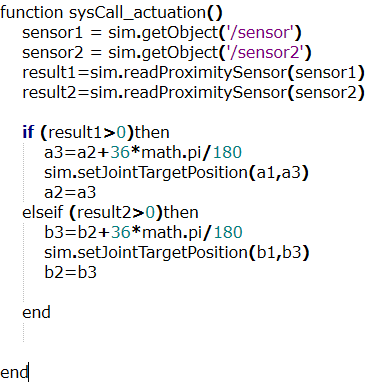 function sysCall_actuation()
    sensor1 = sim.getObject('/sensor')
    sensor2 = sim.getObject('/sensor2')
    result1=sim.readProximitySensor(sensor1)
    result2=sim.readProximitySensor(sensor2)

    if (result1>0)then
        a3=a2+36*math.pi/180
        sim.setJointTargetPosition(a1,a3)
        a2=a3
    elseif (result2>0)then
        b3=b2+36*math.pi/180
        sim.setJointTargetPosition(b1,b3)
        b2=b3

    end

end